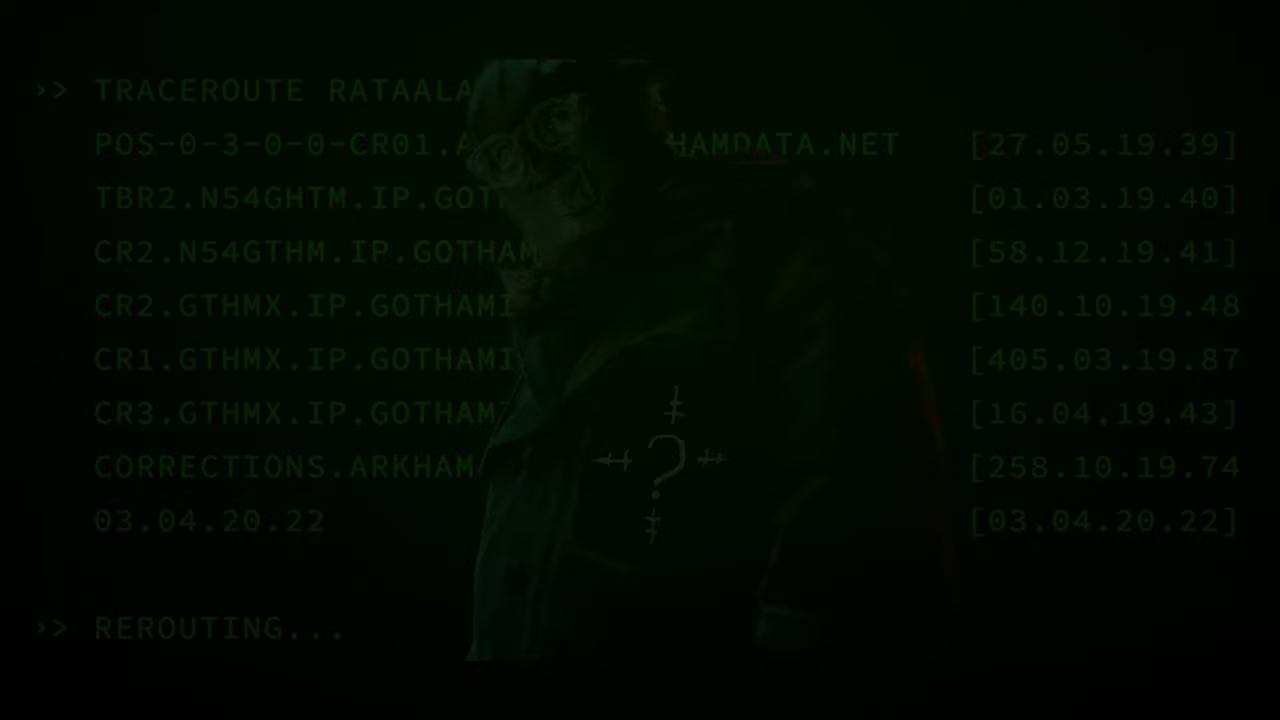 >> TRACEROUTE RATAALA
POS-0-3-0-0-CR01.A HAMDATA.NET [27.05.19.39]
TBR2.N54GHTM.IP.GOT [01.03.19.40]
CR2.N54GTHM.IP.GOTHAM [58.12.19.41]
CR2.GTHMX.IP.GOTHAMI [140.10.19.48
CR1.GTHMX.IP.GOTHAMI [405.03.19.87
CR3.GTHMX.IP.GOTHAM [16.04.19.43]
?
CORRECTIONS.ARKHAM [258.10.19.74
03.04.20.22 [03.04.20.22]
>> REROUTING...